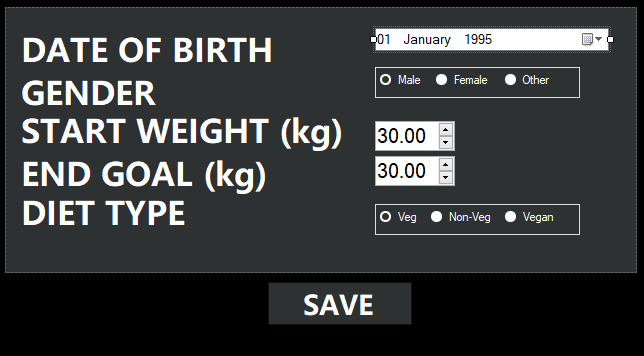 DATE OF BIRTH 01 January 1995
GENDER Male Female Other
START WEIGHT (kg) 30.00
END GOAL (kg) 30.00
DIET TYPE Veg Non-Veg Vegan
SAVE